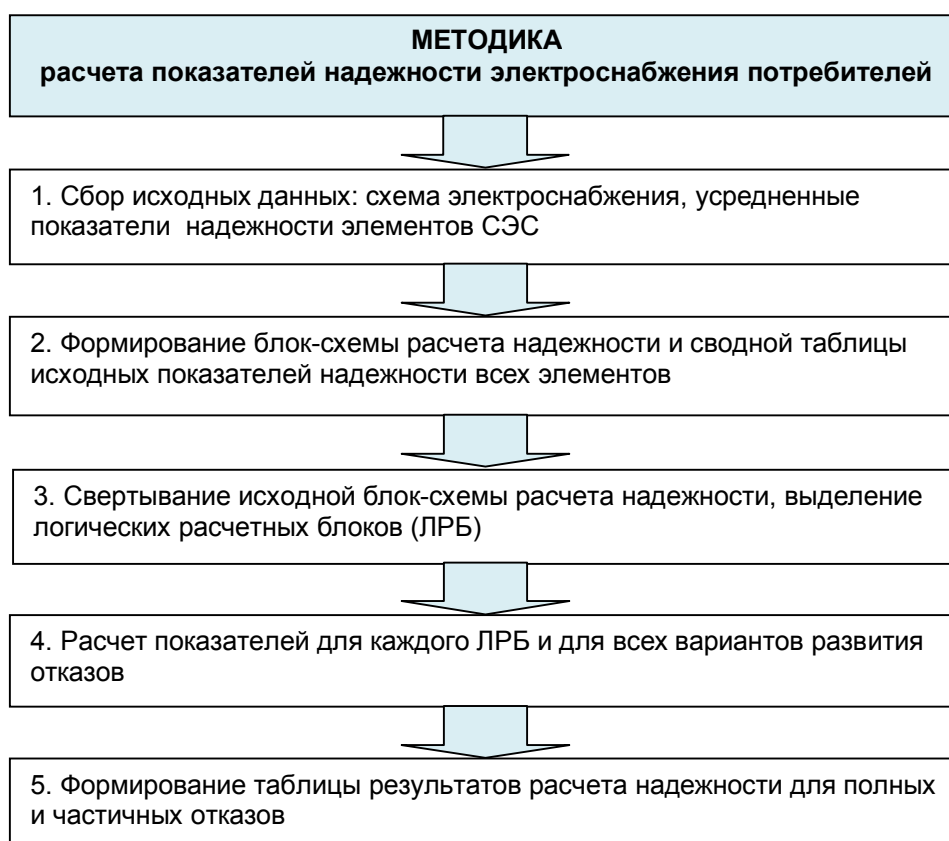 МЕТОДИКА
расчета показателей надежности электроснабжения потребителей
1. Сбор исходных данных: схема электроснабжения, усредненные
показатели надежности элементов СЭС
2. Формирование блок-схемы расчета надежности и сводной таблицы
исходных показателей надежности всех элементов
3. Свертывание исходной блок-схемы расчета надежности, выделение
логических расчетных блоков (ЛРБ)
4. Расчет показателей для каждого ЛРБ и для всех вариантов развития
отказов
5. Формирование таблицы результатов расчета надежности для полных
и частичных отказов